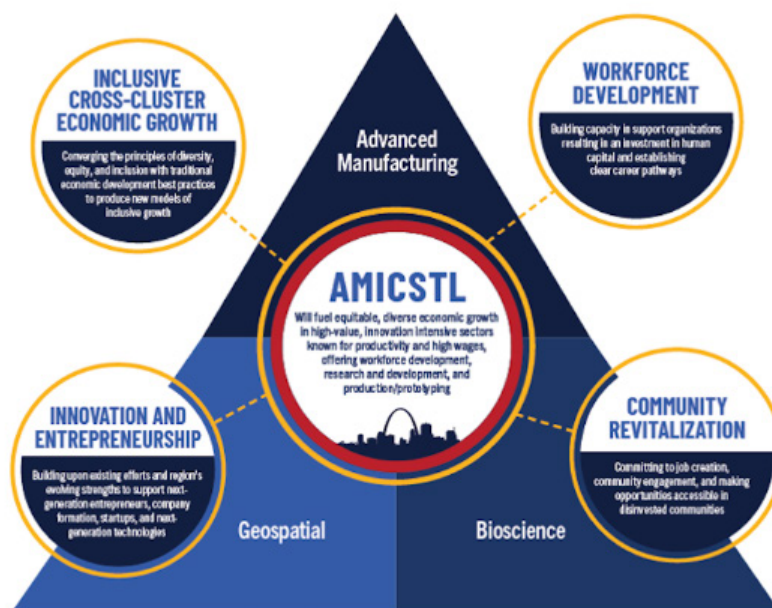 INCLUSIVE
CROSS-CLUSTER
ECONOMIC GROWTH
Converging the principles of diversity,
equity, and inclusion with traditional
economic development best practices
to produce new models of
inclusive growth
WORKFORCE
DEVELOPMENT
Building capacity in support organizations
resulting in an investment in human
capital and establishing
clear career pathways
Advanced
Manufacturing
AMICSTL
Will fuel equitable, diverse economic growth
in high-value, innovation intensive sectors
known for productivity and high wages,
offering workforce development,
research and development, and
production/prototyping
INNOVATION AND
ENTREPRENEURSHIP
Building upon existing efforts and region's
evolving strengths to support next-
generation entrepreneurs, company
formation, startups, and next-
generation technologies
COMMUNITY
REVITALIZATION
Committing to job creation,
community engagement, and making
opportunities accessible in
disinvested communities
Geospatial
Bioscience